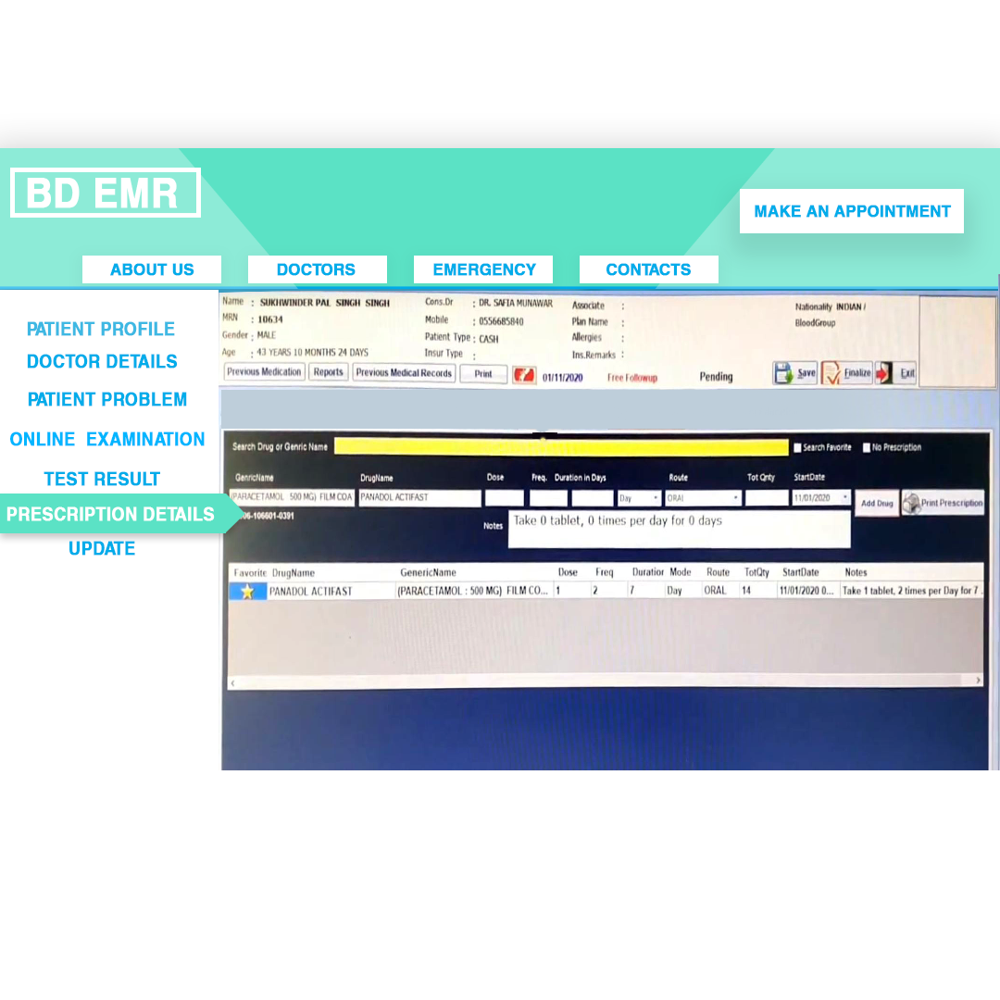 BD EMR
MAKE AN APPOINTMENT
ABOUT US DOCTORS EMERGENCY CONTACTS
PATIENT PROFILE
DOCTOR DETAILS
PATIENT PROBLEM
ONLINE EXAMINATION
TEST RESULT
PRESCRIPTION DETAILS
UPDATE
Name : SUKHWINDER PAL SINGH SINGH Cons.Dr : DR. SAFIA MUNAWAR Associate : Nationality INDIAN /
MRN : 10634 Mobile : 0556685840 Plan Name : BloodGroup
Gender : MALE Patient Type : CASH Allergies :
Age : 43 YEARS 10 MONTHS 24 DAYS Insur Type : Ins.Remarks :
Previous Medication Reports Previous Medical Records Print 01/11/2020 Free Followup Pending Save Finalize Exit
Search Drug or Genric Name Search Favorite No Prescription
GenricName DrugName Dose Freq. Duration in Days Route Tot Qnty StartDate
(PARACETAMOL 500 MG) FILM COA PANADOL ACTIFAST Day ORAL 11/01/2020 Add Drug Print Prescription
06-106601-0391
Notes Take 0 tablet, 0 times per day for 0 days
Favorite DrugName GenericName Dose Freq Duration Mode Route TotQty StartDate Notes
PANADOL ACTIFAST (PARACETAMOL : 500 MG) FILM CO... 1 2 7 Day ORAL 14 11/01/2020 0... Take 1 tablet, 2 times per Day for 7 .